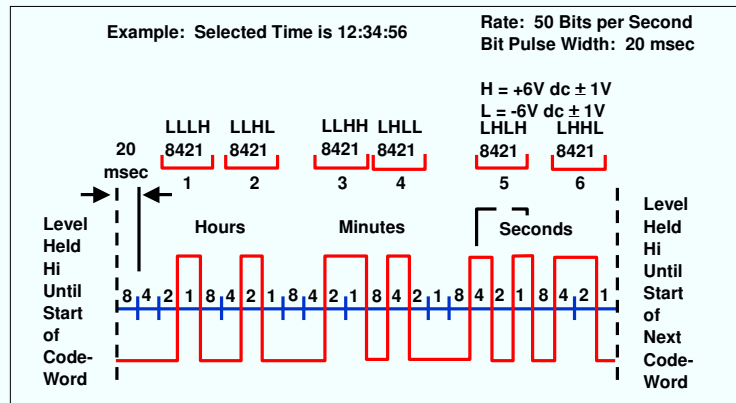 Example: Selected Time is 12:34:56
Rate: 50 Bits per Second
Bit Pulse Width: 20 msec
H = +6V dc ± 1V
L = -6V dc ± 1V
LLLH LLHL LLHH LHLL LHLH LHHL
8421 8421 8421 8421 8421 8421
1 2 3 4 5 6
20
msec
Hours Minutes Seconds
Level
Held
Hi
Until
Start
of
Code-
Word
8 4 2 1 8 4 2 1 8 4 2 1 8 4 2 1 8 4 2 1 8 4 2 1
Level
Held
Hi
Until
Start
of
Next
Code-
Word